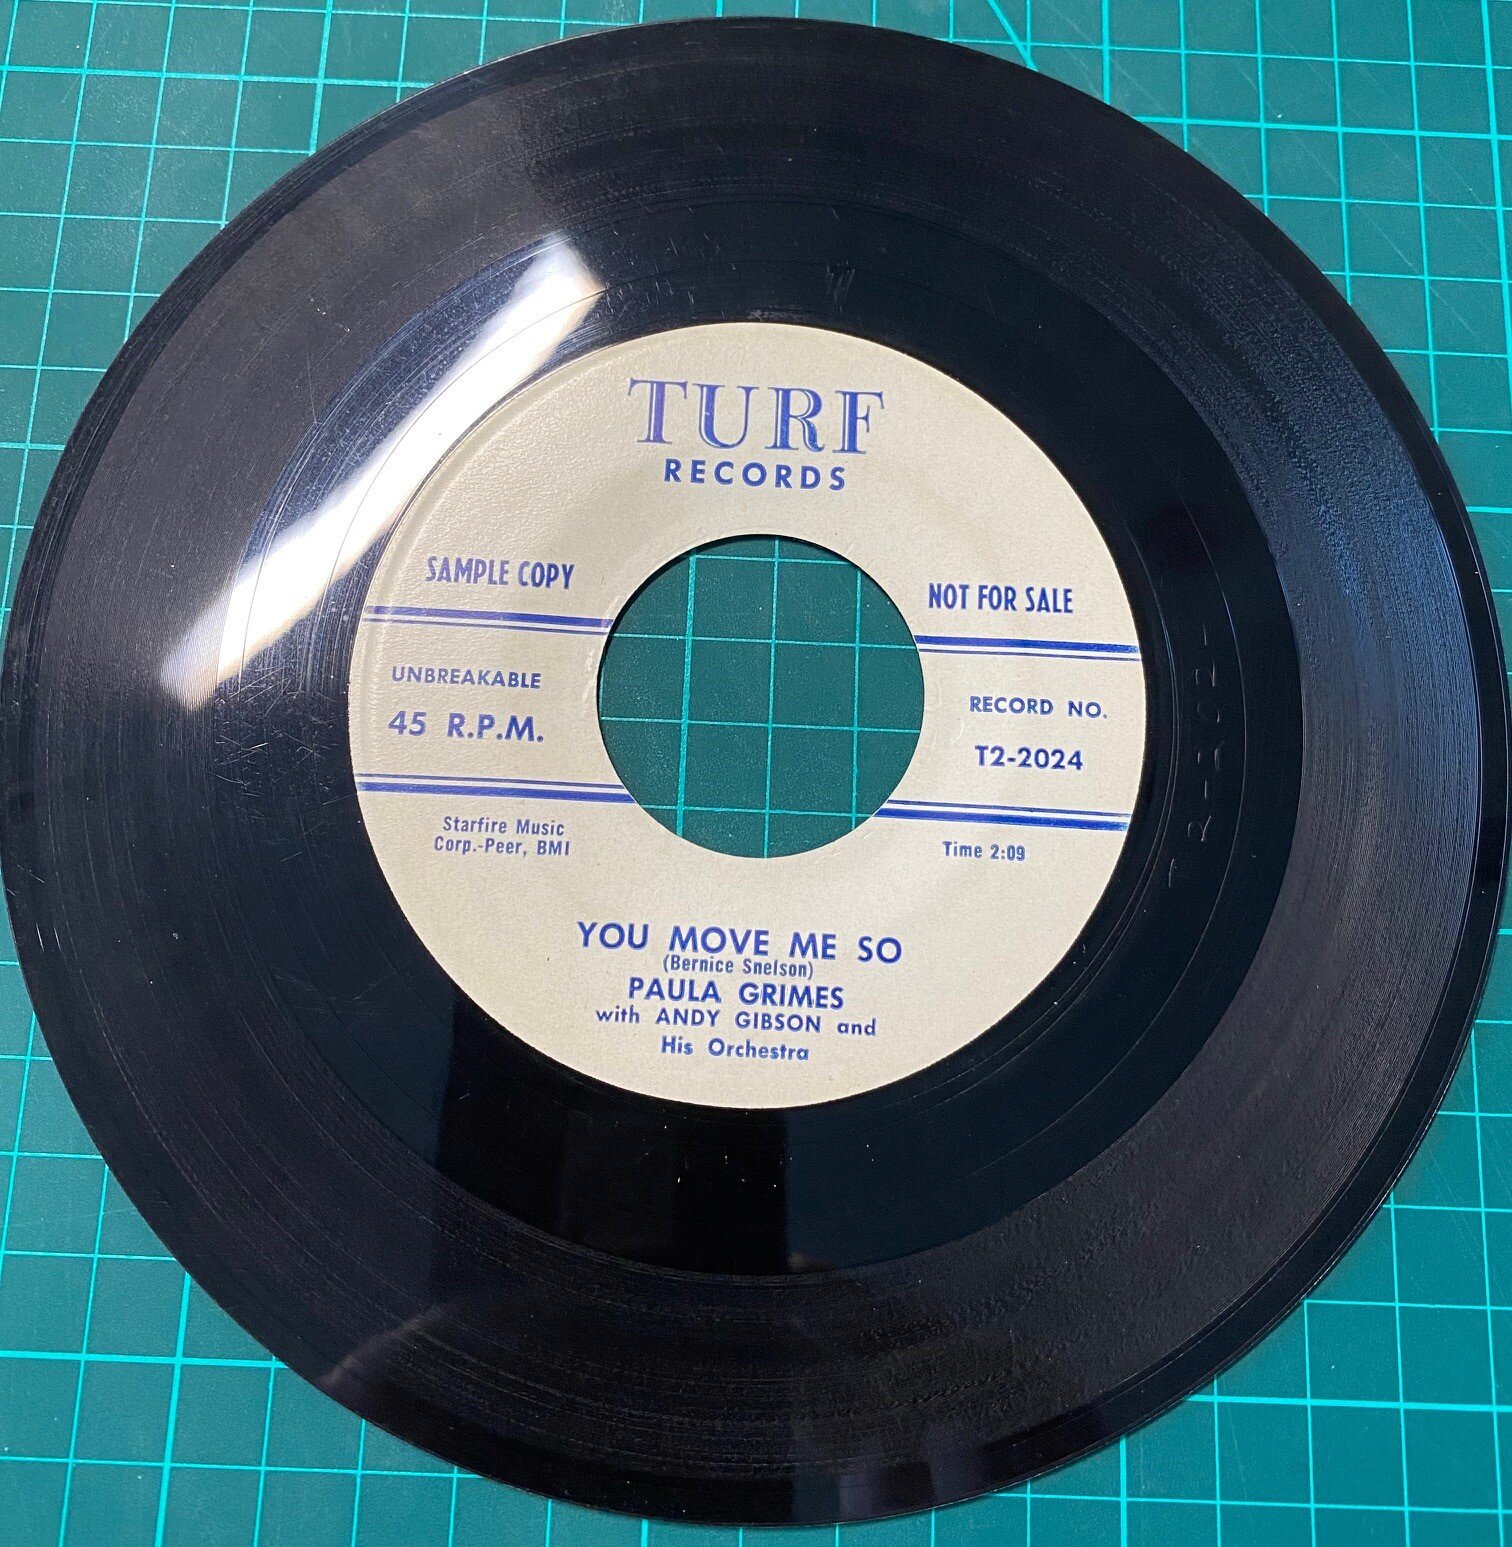 TURF
RECORDS
SAMPLE COPY
NOT FOR SALE
UNBREAKABLE
45 R.P.M.
RECORD NO.
T2-2024
Starfire Music
Corp.-Peer, BMI
Time 2:09
YOU MOVE ME SO
(Bernice Snelson)
PAULA GRIMES
with ANDY GIBSON and
His Orchestra